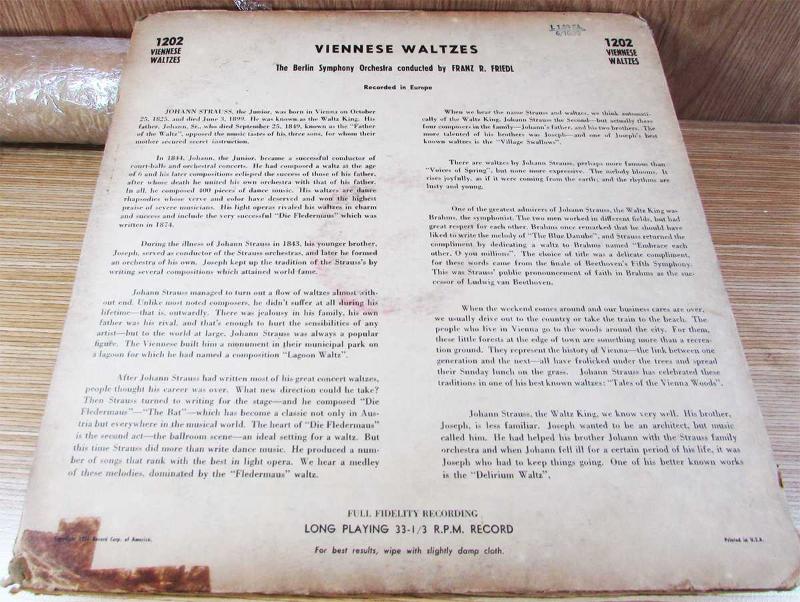 1202
VIENNESE
WALTZES
VIENNESE WALTZES
The Berlin Symphony Orchestra conducted by FRANZ R. FRIEDL
Recorded in Europe
1202
VIENNESE
WALTZES
JOHANN STRAUSS, the Junior, was born in Vienna on October
25, 1825, and died June 3, 1899. He was known as the Waltz King. His
father, Johann, Sr., who died September 25, 1849, known as the "Father
of the Waltz", opposed the music tastes of his three sons, for whom their
mother secured secret instruction.
In 1844, Johann, the Junior, became a successful conductor of
court-balls and orchestral concerts. He had composed a waltz at the age
of 6 and his later compositions eclipsed the success of those of his father,
after whose death he united his own orchestra with that of his father.
In all, he composed 400 pieces of dance music. His waltzes are dance
rhapsodies whose verve and color have deserved and won the highest
praise of severe musicians. His light operas rivaled his waltzes in charm
and success and include the very successful "Die Fledermaus" which was
written in 1874.
During the illness of Johann Strauss in 1843, his younger brother,
Joseph, served as conductor of the Strauss orchestras, and later he formed
an orchestra of his own. Joseph kept up the tradition of the Strauss's by
writing several compositions which attained world fame.
Johann Strauss managed to turn out a flow of waltzes almost with-
out end. Unlike most noted composers, he didn't suffer at all during his
lifetime—that is, outwardly. There was jealousy in his family, his own
father was his rival, and that's enough to hurt the sensibilities of any
artist—but to the world at large, Johann Strauss was always a popular
figure. The Viennese built him a monument in their municipal park on
a lagoon for which he had named a composition "Lagoon Waltz".
After Johann Strauss had written most of his great concert waltzes,
people thought his career was over. What new direction could he take?
Then Strauss turned to writing for the stage—and he composed "Die
Fledermaus"—"The Bat"—which has become a classic not only in Aus-
tria but everywhere in the musical world. The heart of "Die Fledermaus"
is the second act—the ballroom scene—an ideal setting for a waltz. But
this time Strauss did more than write dance music. He produced a num-
ber of songs that rank with the best in light opera. We hear a medley
of these melodies, dominated by the "Fledermaus" waltz.
When we hear the name Strauss and waltzes, we think automati-
cally of the Waltz King, Johann Strauss the Second—but actually these
four composers in the family—Johann's father, and his two brothers. The
more talented of his brothers was Joseph—and one of Joseph's best
known waltzes is the "Village Swallows".
There are waltzes by Johann Strauss, perhaps more famous than
"Voices of Spring", but none more expressive. The melody blooms. It
rises joyfully, as if it were coming from the earth; and the rhythms are
lusty and young.
One of the greatest admirers of Johann Strauss, the Waltz King was
Brahms, the symphonist. The two men worked in different fields, but had
great respect for each other. Brahms once remarked that he should have
liked to write the melody of "The Blue Danube", and Strauss returned the
compliment by dedicating a waltz to Brahms named "Embrace each
other, O you millions". The choice of title was a delicate compliment,
for these words came from the finale of Beethoven's Fifth Symphony.
This was Strauss' public pronouncement of faith in Brahms as the suc-
cessor of Ludwig van Beethoven.
When the weekend comes around and our business cares are over,
we usually drive out from the country or take the train to the beach. The
people who live in Vienna go to the woods around the city. For them,
these little forests at the edge of town are something more than a recrea-
tion ground. They represent the history of Vienna—the link between one
generation and the next—all have frolicked under the trees and spread
their Sunday lunch on the grass. Johann Strauss has celebrated these
traditions in one of his best known waltzes: "Tales of the Vienna Woods".
Johann Strauss, the Waltz King, we know very well. His brother,
Joseph, is less familiar. Joseph wanted to be an architect, but music
called him. He had helped his brother Johann with the Strauss family
orchestra and when Johann fell ill for a certain period of his life, it was
Joseph who had to keep things going. One of his better known works
is the "Delirium Waltz",
FULL FIDELITY RECORDING
LONG PLAYING 33-1/3 R.P.M. RECORD
For best results, wipe with slightly damp cloth.
Record Corp. of America.
Printed in U.S.A.